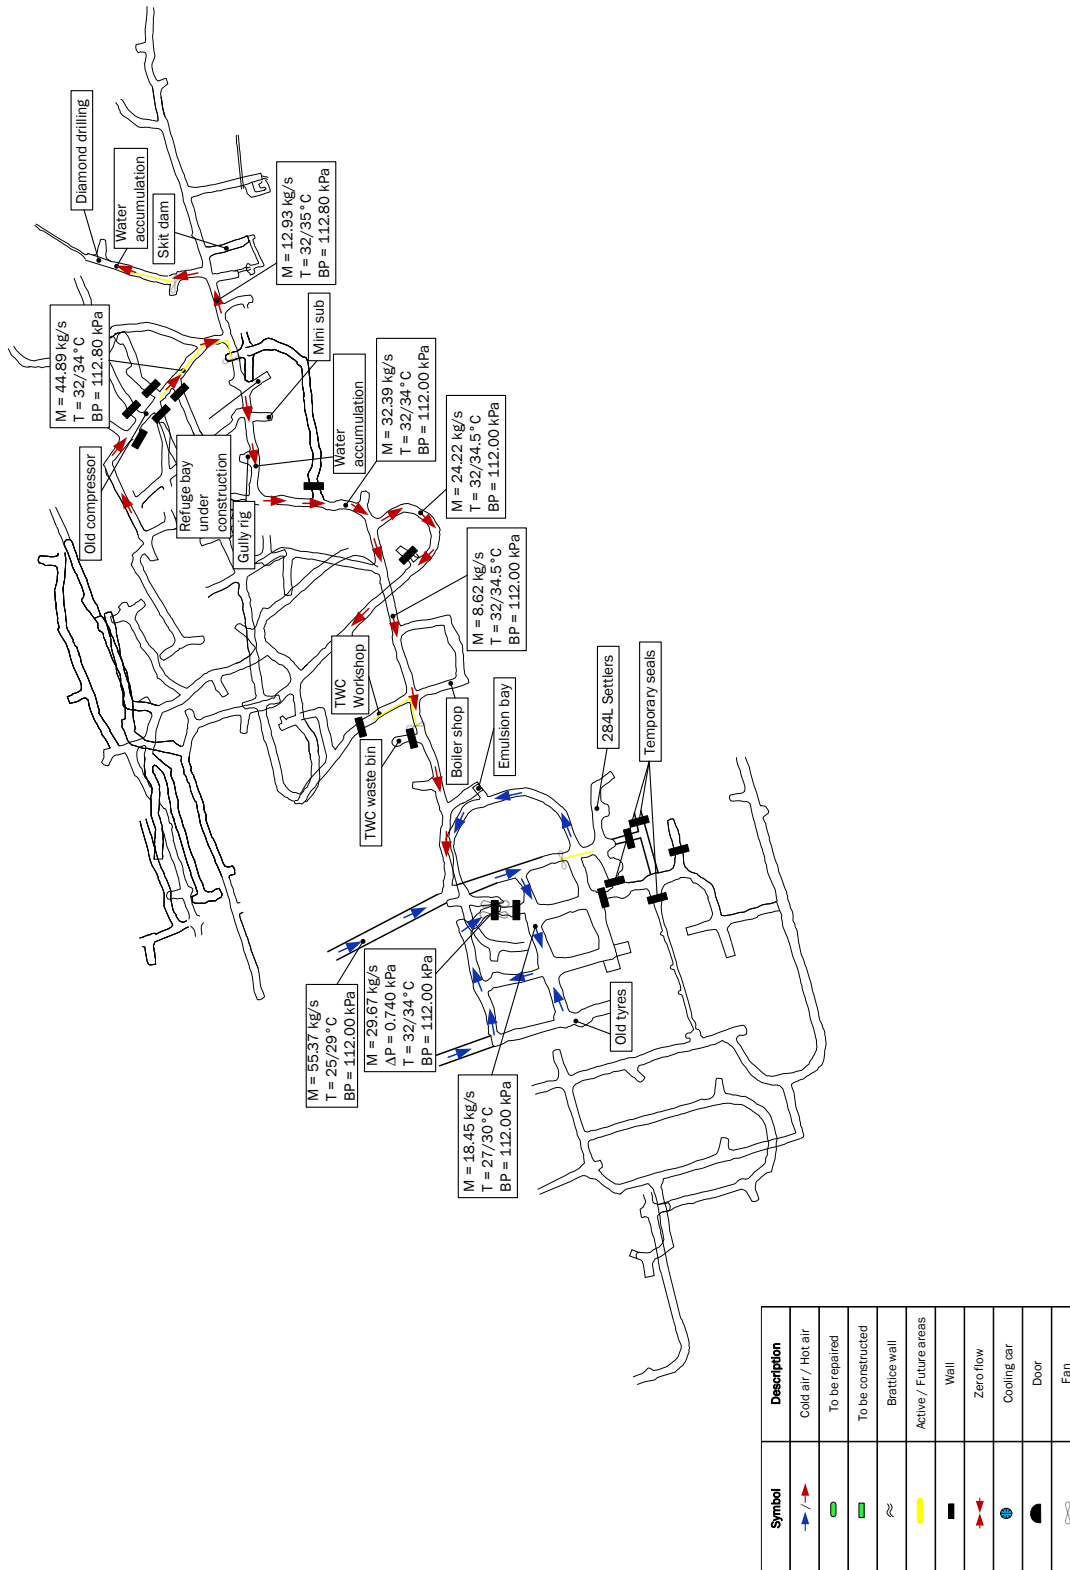 Diamond drilling
Water
accumulation
Skit dam
M = 12.93 kg/s
T = 32/35°C
BP = 112.80 kPa
M = 44.89 kg/s
T = 32/34°C
BP = 112.80 kPa
Mini sub
Old compressor
Refuge bay
under
construction
Gully rig
Water
accumulation
M = 32.39 kg/s
T = 32/34°C
BP = 112.00 kPa
M = 24.22 kg/s
T = 32/34.5°C
BP = 112.00 kPa
M = 8.62 kg/s
T = 32/34.5°C
BP = 112.00 kPa
TWC
Workshop
TWC waste bin
Boiler shop
Emulsion bay
284L Settlers
Temporary seals
M = 55.37 kg/s
T = 25/29°C
BP = 112.00 kPa
M = 29.67 kg/s
ΔP = 0.740 kPa
T = 32/34°C
BP = 112.00 kPa
M = 18.45 kg/s
T = 27/30°C
BP = 112.00 kPa
Old tyres
Symbol
Description
/
Cold air / Hot air
To be repaired
To be constructed
Brattice wall
Active / Future areas
Wall
Zero flow
Cooling car
Door
Fan